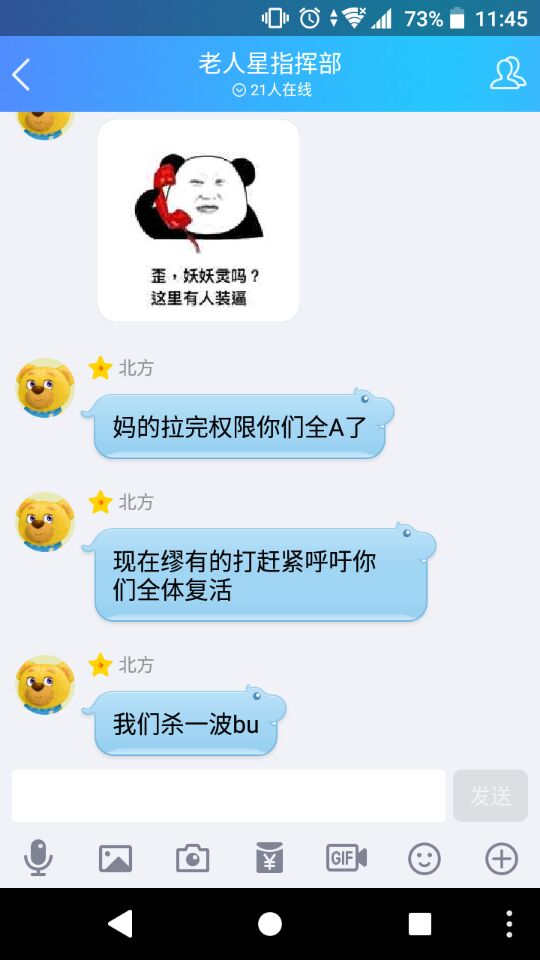 73% 11:45
老人星指挥部
21人在线
歪，妖妖灵吗？
这里有人装逼
北方
妈的拉完权限你们全A了
北方
现在缪有的打赶紧呼吁你
们全体复活
北方
我们杀一波bu
发送
GIF